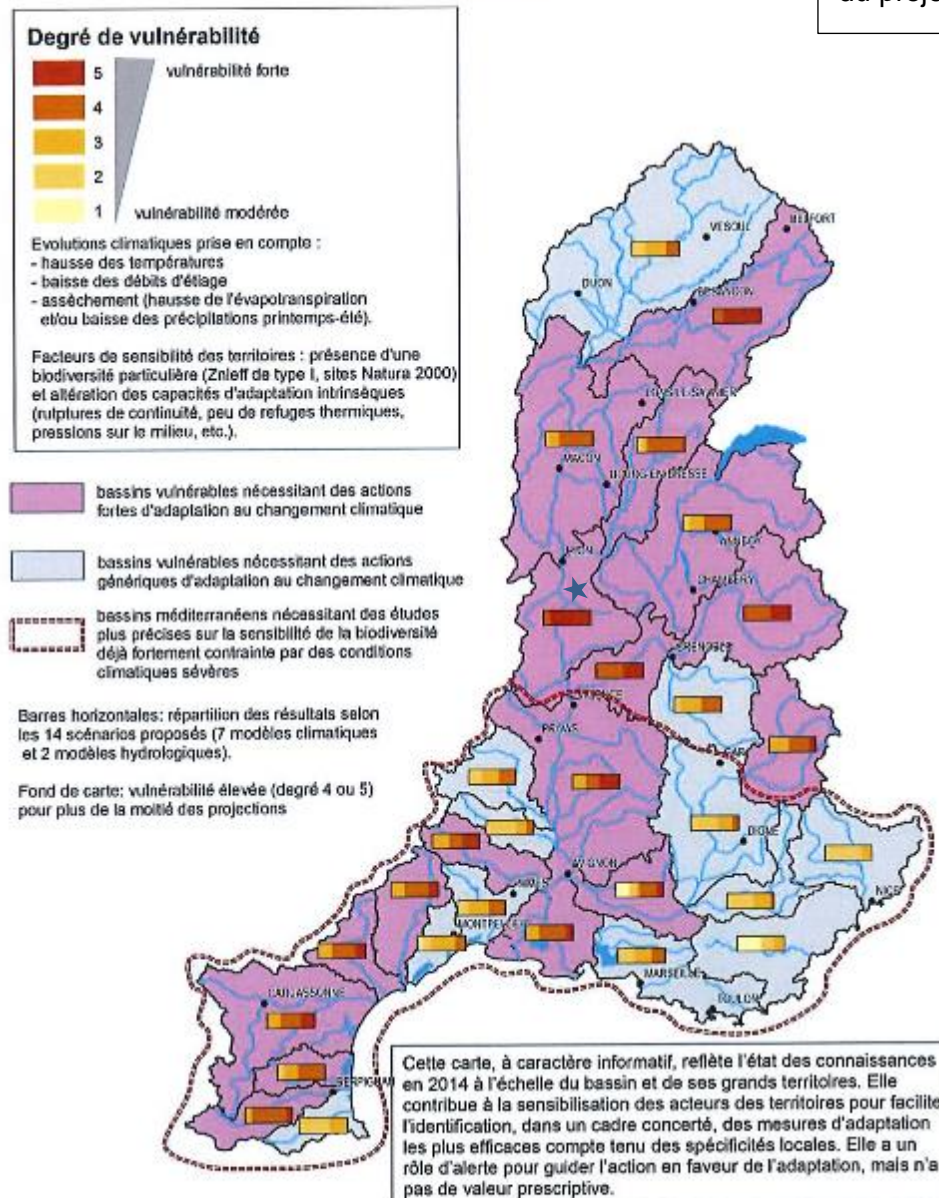 du proje
Degré de vulnérabilité
5 vulnérabilité forte
4
3
2
1 vulnérabilité modérée
Evolutions climatiques prise en compte :
- hausse des températures
- baisse des débits d'étiage
- assèchement (hausse de l'évapotranspiration
et/ou baisse des précipitations printemps-été).
Facteurs de sensibilité des territoires : présence d'une
biodiversité particulière (Znieff de type I, sites Natura 2000)
et altération des capacités d'adaptation intrinsèques
(ruptures de continuité, peu de refuges thermiques,
pressions sur le milieu, etc.).
bassins vulnérables nécessitant des actions
fortes d'adaptation au changement climatique
bassins vulnérables nécessitant des actions
génériques d'adaptation au changement climatique
bassins méditerranéens nécessitant des études
plus précises sur la sensibilité de la biodiversité
déjà fortement contrainte par des conditions
climatiques sévères
Barres horizontales: répartition des résultats selon
les 14 scénarios proposés (7 modèles climatiques
et 2 modèles hydrologiques).
Fond de carte: vulnérabilité élevée (degré 4 ou 5)
pour plus de la moitié des projections
VESOUL
BELFORT
DIJON
BESANCON
LONS-LE-SAUNIER
MACON
BOURG-EN-BRESSE
ANNECY
LYON
CHAMBERY
GRENOBLE
VALENCE
PRIVAS
GAP
DIGNE
AVIGNON
NIMES
NICE
MONTPELLIER
MARSEILLE
TOULON
CARCASSONNE
PERPIGNAN
Cette carte, à caractère informatif, reflète l'état des connaissances
en 2014 à l'échelle du bassin et de ses grands territoires. Elle
contribue à la sensibilisation des acteurs des territoires pour facilite
l'identification, dans un cadre concerté, des mesures d'adaptation
les plus efficaces compte tenu des spécificités locales. Elle a un
rôle d'alerte pour guider l'action en faveur de l'adaptation, mais n'a
pas de valeur prescriptive.